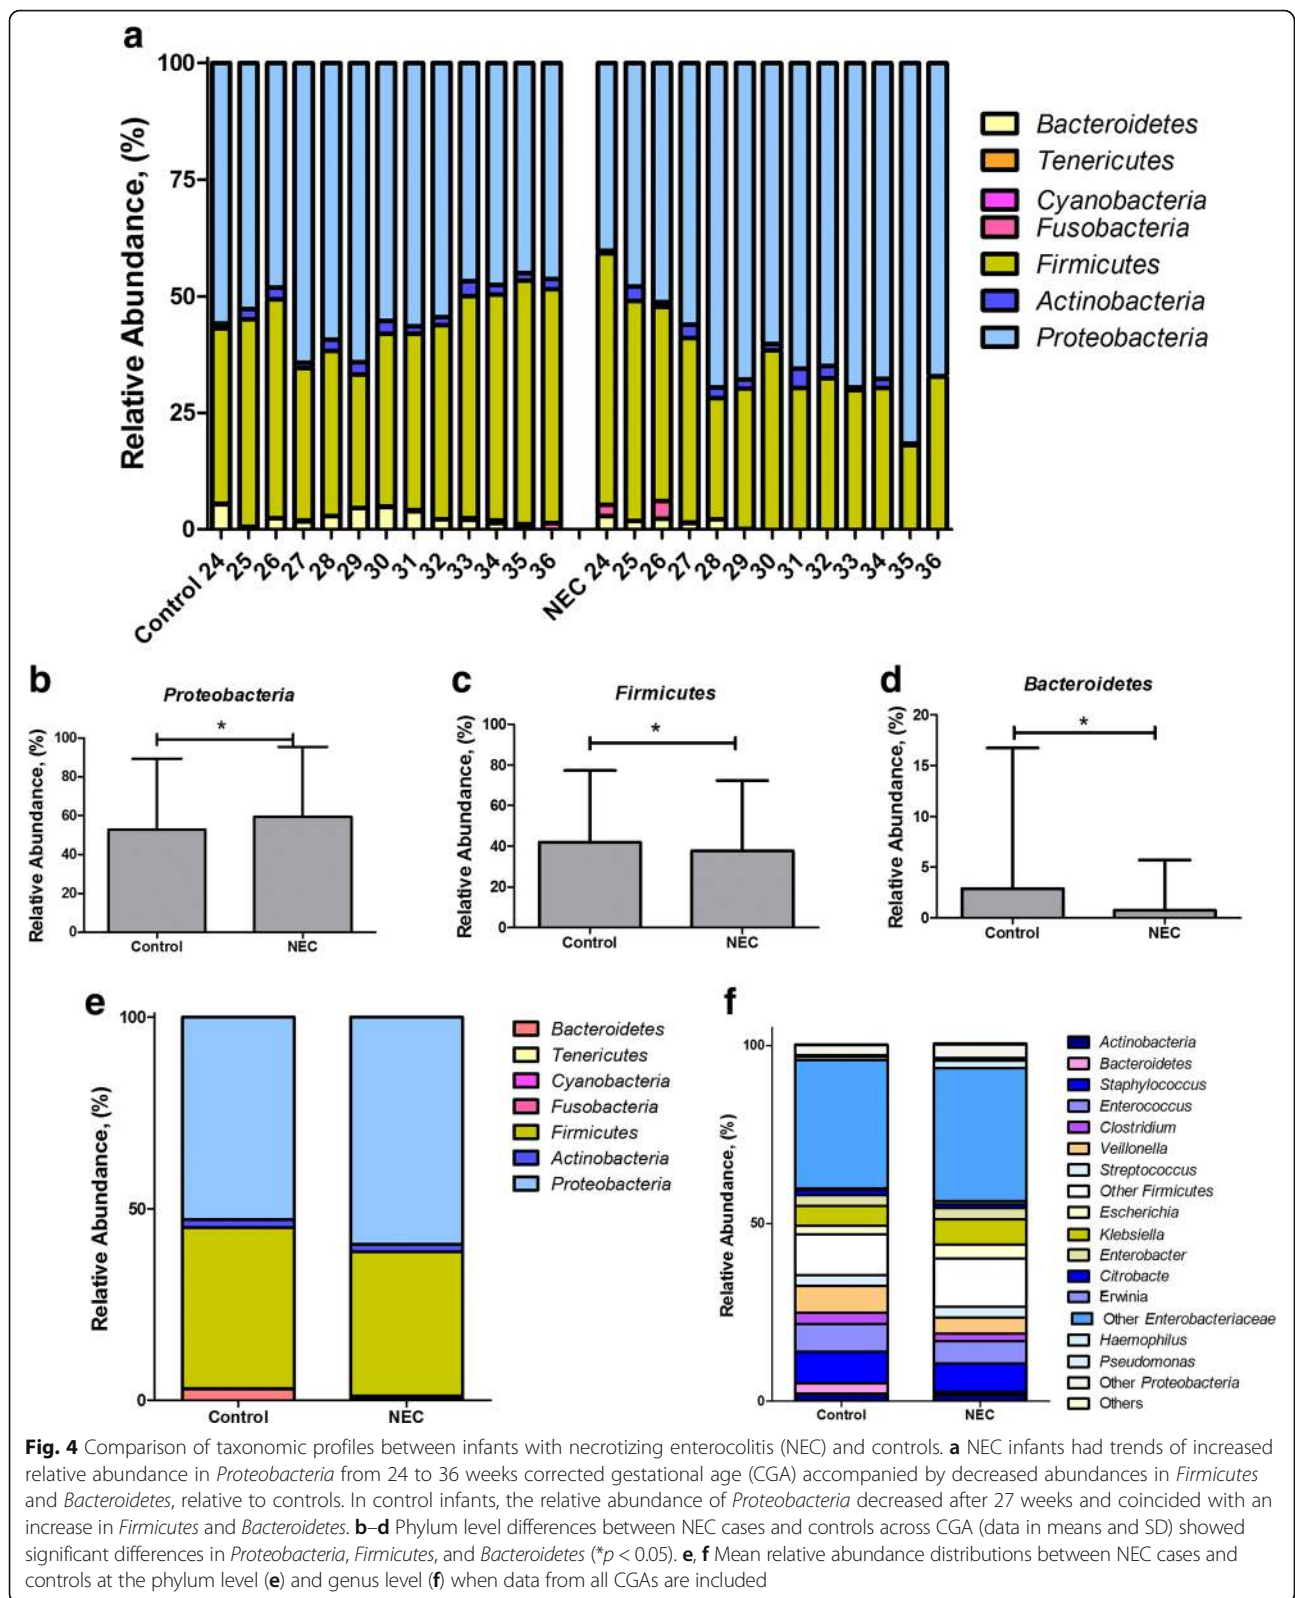 a
Relative Abundance, (%)
100
75
50
25
0
Control 24
25
26
27
28
29
30
31
32
33
34
35
36
NEC 24
25
26
27
28
29
30
31
32
33
34
35
36
Bacteroidetes
Tenericutes
Cyanobacteria
Fusobacteria
Firmicutes
Actinobacteria
Proteobacteria
b
Proteobacteria
*
Relative Abundance, (%)
100
80
60
40
20
0
Control
NEC
c
Firmicutes
*
Relative Abundance, (%)
100
80
60
40
20
0
Control
NEC
d
Bacteroidetes
*
Relative Abundance, (%)
20
15
10
5
0
Control
NEC
e
Relative Abundance, (%)
100
50
0
Control
NEC
Bacteroidetes
Tenericutes
Cyanobacteria
Fusobacteria
Firmicutes
Actinobacteria
Proteobacteria
f
Relative Abundance, (%)
100
50
0
Control
NEC
Actinobacteria
Bacteroidetes
Staphylococcus
Enterococcus
Clostridium
Veillonella
Streptococcus
Other Firmicutes
Escherichia
Klebsiella
Enterobacter
Citrobacte
Erwinia
Other Enterobacteriaceae
Haemophilus
Pseudomonas
Other Proteobacteria
Others
Fig. 4 Comparison of taxonomic profiles between infants with necrotizing enterocolitis (NEC) and controls. a NEC infants had trends of increased
relative abundance in Proteobacteria from 24 to 36 weeks corrected gestational age (CGA) accompanied by decreased abundances in Firmicutes
and Bacteroidetes, relative to controls. In control infants, the relative abundance of Proteobacteria decreased after 27 weeks and coincided with an
increase in Firmicutes and Bacteroidetes. b–d Phylum level differences between NEC cases and controls across CGA (data in means and SD) showed
significant differences in Proteobacteria, Firmicutes, and Bacteroidetes (*p < 0.05). e, f Mean relative abundance distributions between NEC cases and
controls at the phylum level (e) and genus level (f) when data from all CGAs are included